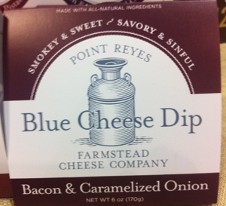 MADE WITH ALL-NATURAL INGREDIENTS
SMOKEY & SWEET ~ SAVORY & SINFUL
POINT REYES
Blue Cheese Dip
FARMSTEAD
CHEESE COMPANY
Bacon & Caramelized Onion
NET WT 6 oz (170g)